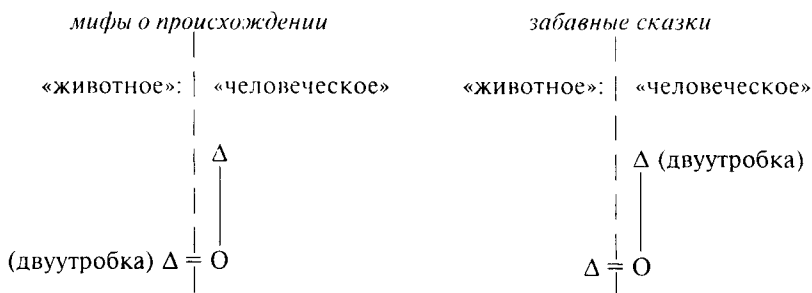 мифы о происхождении забавные сказки
«животное»: «человеческое» «животное»: «человеческое»
Δ Δ (двуутробка)
(двуутробка) Δ = O Δ = O